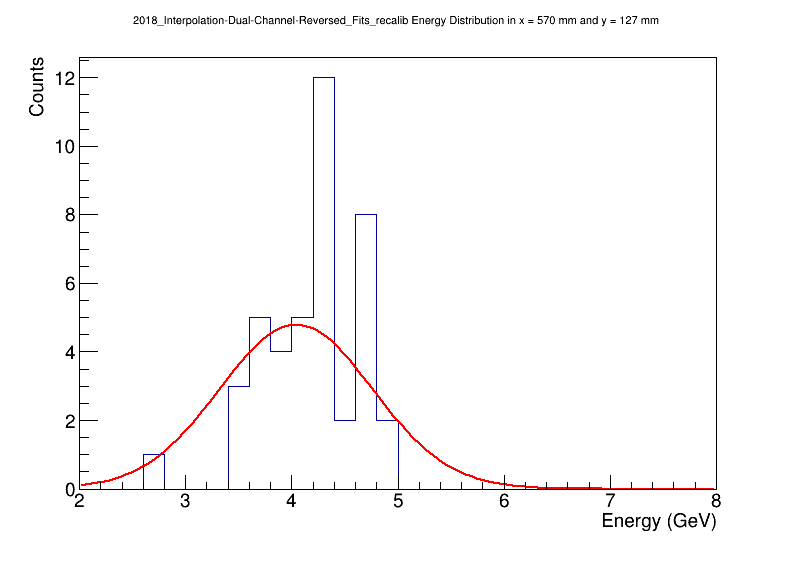 2018_Interpolation-Dual-Channel-Reversed_Fits_recalib Energy Distribution in x = 570 mm and y = 127 mm
Counts
12
10
8
6
4
2
0
2 3 4 5 6 7 8
Energy (GeV)